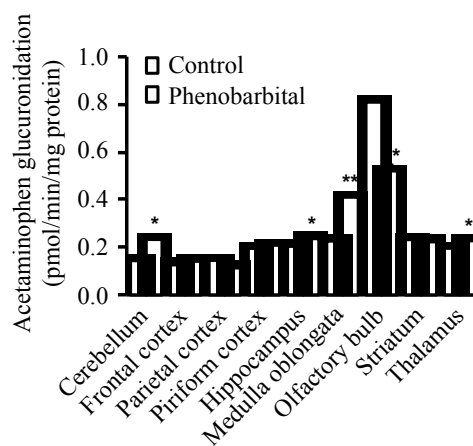 Acetaminophen glucuronidation
(pmol/min/mg protein)
1.0
0.8
0.6
0.4
0.2
0.0
Control
Phenobarbital
*
*
**
*
*
Cerebellum
Frontal cortex
Parietal cortex
Piriform cortex
Hippocampus
Medulla oblongata
Olfactory bulb
Striatum
Thalamus